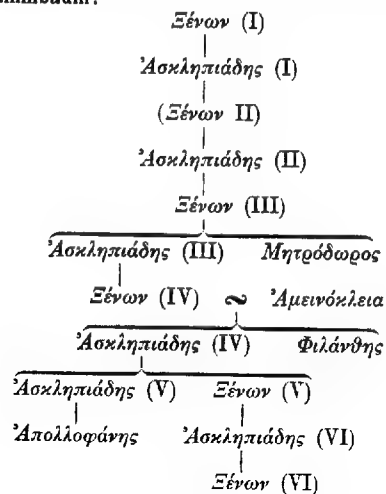 Ξένων (I)
Ἀσκληπιάδης (I)
(Ξένων II)
Ἀσκληπιάδης (II)
Ξένων (III)
Ἀσκληπιάδης (III) Μητρόδωρος
Ξένων (IV) ~ Ἀμεινόκλεια
Ἀσκληπιάδης (IV) Φιλάνθης
Ἀσκληπιάδης (V) Ξένων (V)
Ἀπολλοφάνης Ἀσκληπιάδης (VI)
Ξένων (VI)